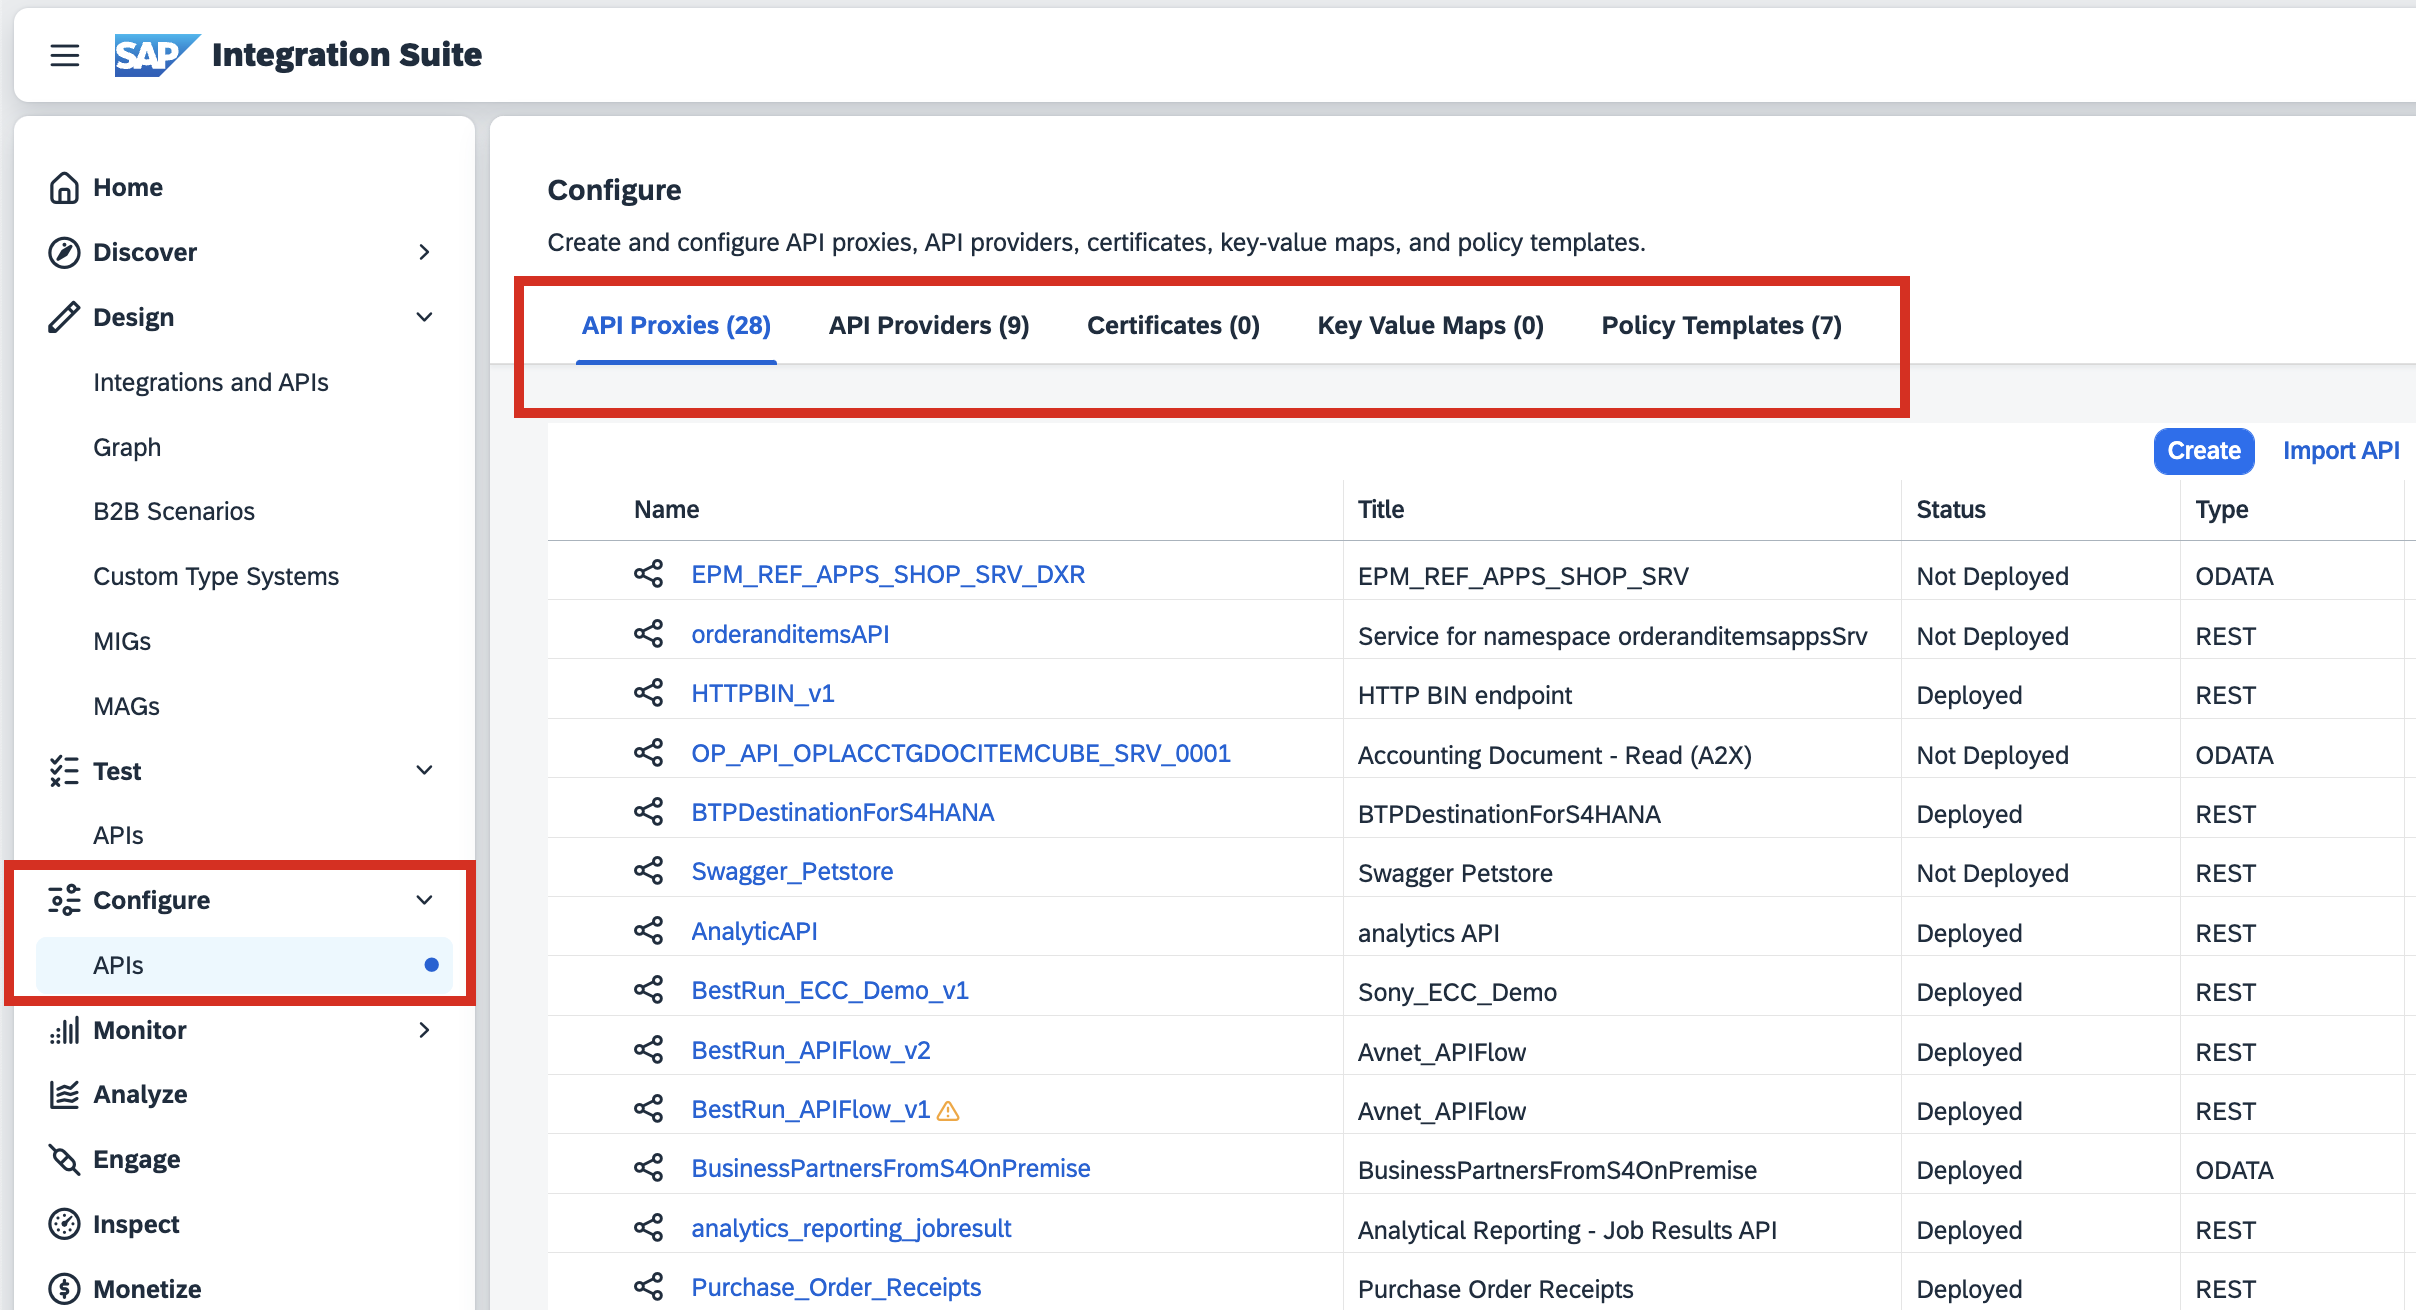 SAP Integration Suite
Home
Discover
Design
Integrations and APIs
Graph
B2B Scenarios
Custom Type Systems
MIGs
MAGs
Test
APIs
Configure
APIs
Monitor
Analyze
Engage
Inspect
Monetize
Configure
Create and configure API proxies, API providers, certificates, key-value maps, and policy templates.
API Proxies (28) API Providers (9) Certificates (0) Key Value Maps (0) Policy Templates (7)
Create Import API
Name Title Status Type
EPM_REF_APPS_SHOP_SRV_DXR EPM_REF_APPS_SHOP_SRV Not Deployed ODATA
orderanditemsAPI Service for namespace orderanditemsappsSrv Not Deployed REST
HTTPBIN_v1 HTTP BIN endpoint Deployed REST
OP_API_OPLACCTGDOCITEMCUBE_SRV_0001 Accounting Document - Read (A2X) Not Deployed ODATA
BTPDestinationForS4HANA BTPDestinationForS4HANA Deployed REST
Swagger_Petstore Swagger Petstore Not Deployed REST
AnalyticAPI analytics API Deployed REST
BestRun_ECC_Demo_v1 Sony_ECC_Demo Deployed REST
BestRun_APIFlow_v2 Avnet_APIFlow Deployed REST
BestRun_APIFlow_v1 Avnet_APIFlow Deployed REST
BusinessPartnersFromS4OnPremise BusinessPartnersFromS4OnPremise Deployed ODATA
analytics_reporting_jobresult Analytical Reporting - Job Results API Deployed REST
Purchase_Order_Receipts Purchase Order Receipts Deployed REST